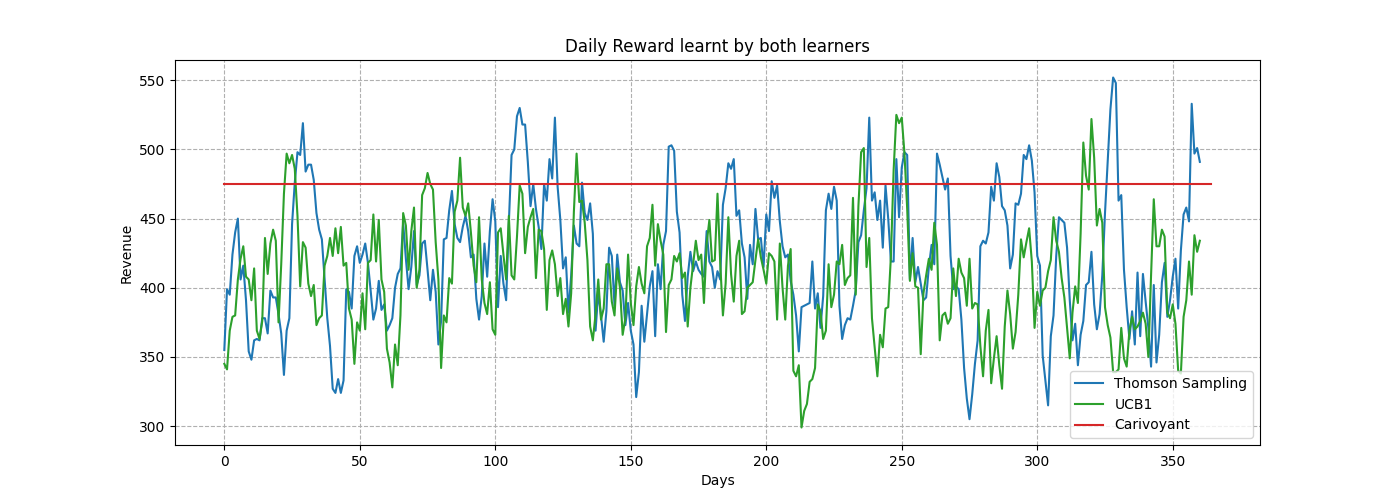 Daily Reward learnt by both learners
Revenue
550
500
450
400
350
300
0 50 100 150 200 250 300 350
Days
Thomson Sampling
UCB1
Carivoyant